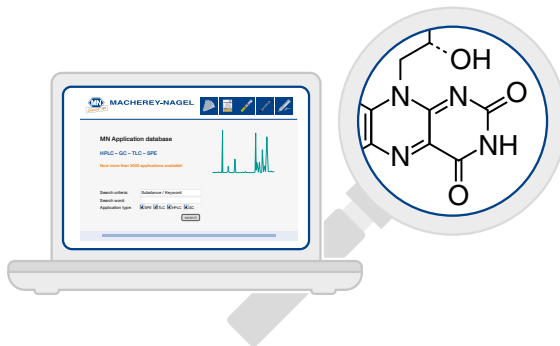 MN
MACHEREY-NAGEL
MN Application database
HPLC – GC – TLC – SPE
Now more than 3000 applications available!
Search criteria: Substance / Keyword
Search word:
Application type: SPE TLC HPLC GC
search
OH
N
N
O
N
NH
O